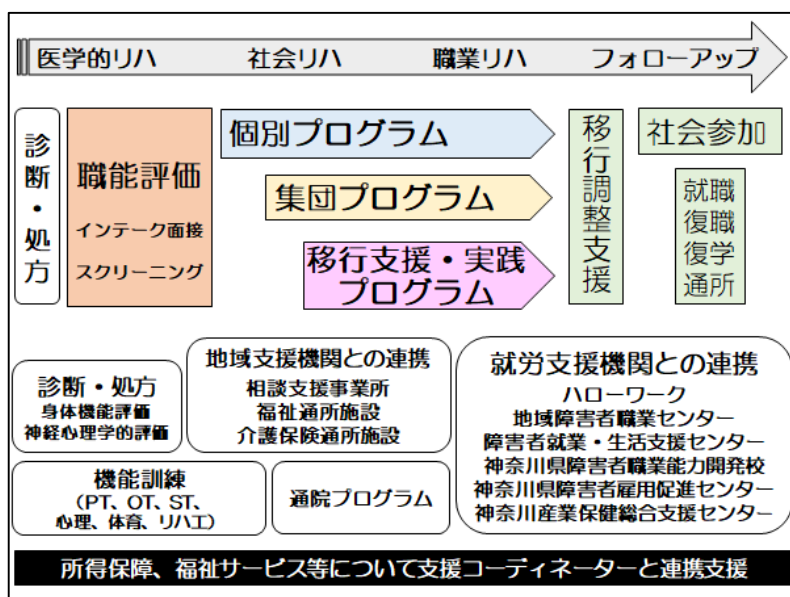 医学的リハ 社会リハ 職業リハ フォローアップ
診断・処方
職能評価
インテーク面接
スクリーニング
個別プログラム
集団プログラム
移行支援・実践
プログラム
移行調整支援
社会参加
就職
復職
復学
通所
診断・処方
身体機能評価
神経心理学的評価
地域支援機関との連携
相談支援事業所
福祉通所施設
介護保険通所施設
就労支援機関との連携
ハローワーク
地域障害者職業センター
障害者就業・生活支援センター
神奈川県障害者職業能力開発校
神奈川県障害者雇用促進センター
神奈川産業保健総合支援センター
機能訓練
(PT、OT、ST、
心理、体育、リハ工)
通院プログラム
所得保障、福祉サービス等について支援コーディネーターと連携支援